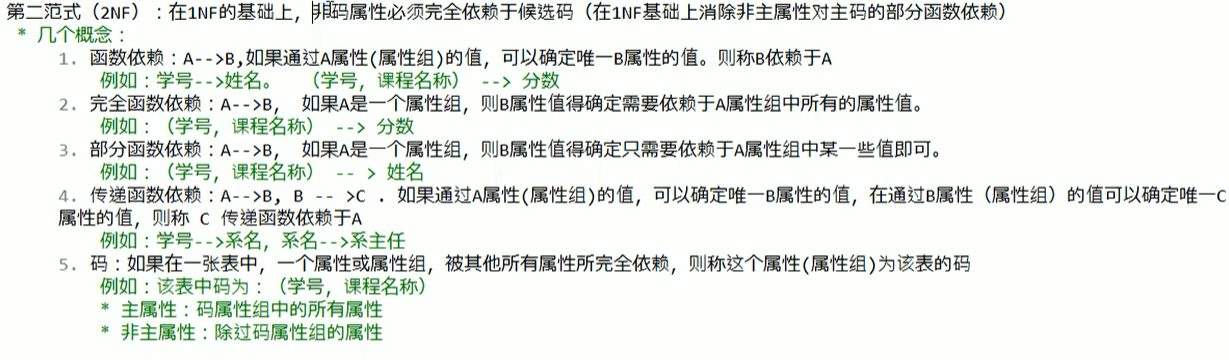 第二范式（2NF）：在1NF的基础上，非码属性必须完全依赖于候选码（在1NF基础上消除非主属性对主码的部分函数依赖）
* 几个概念：
1. 函数依赖：A-->B,如果通过A属性(属性组)的值，可以确定唯一B属性的值。则称B依赖于A
例如：学号-->姓名。 （学号，课程名称） --> 分数
2. 完全函数依赖：A-->B， 如果A是一个属性组，则B属性值得确定需要依赖于A属性组中所有的属性值。
例如：（学号，课程名称） --> 分数
3. 部分函数依赖：A-->B， 如果A是一个属性组，则B属性值得确定只需要依赖于A属性组中某一些值即可。
例如：（学号，课程名称） -- > 姓名
4. 传递函数依赖：A-->B, B -- >C . 如果通过A属性(属性组)的值，可以确定唯一B属性的值，在通过B属性（属性组）的值可以确定唯一C
属性的值，则称 C 传递函数依赖于A
例如：学号-->系名，系名-->系主任
5. 码：如果在一张表中，一个属性或属性组，被其他所有属性所完全依赖，则称这个属性(属性组)为该表的码
例如：该表中码为：（学号，课程名称）
* 主属性：码属性组中的所有属性
* 非主属性：除过码属性组的属性